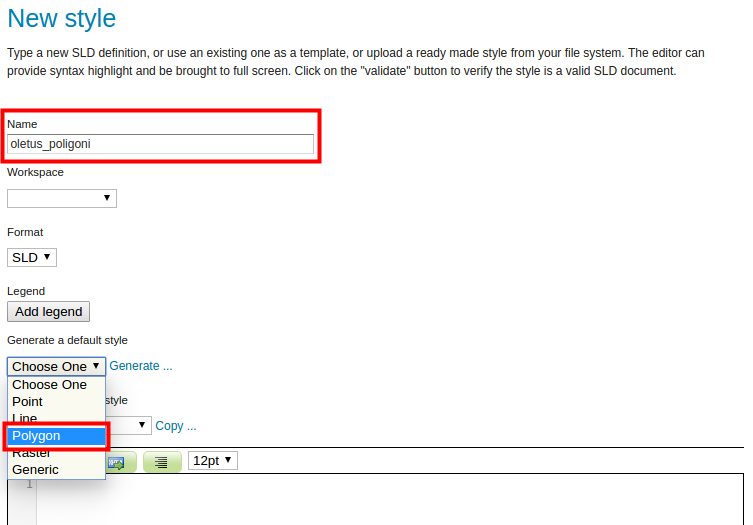 New style
Type a new SLD definition, or use an existing one as a template, or upload a ready made style from your file system. The editor can
provide syntax highlight and be brought to full screen. Click on the "validate" button to verify the style is a valid SLD document.
Name
oletus_poligoni
Workspace
Format
SLD
Legend
Add legend
Generate a default style
Choose One Generate ...
Choose One
Point
style
Line
Copy ...
Polygon
Raster
12pt
Generic
1